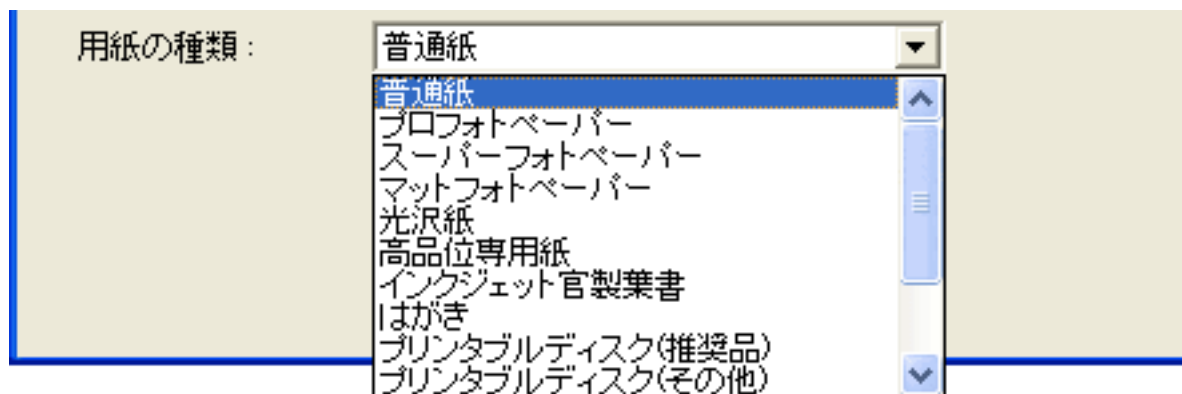 用紙の種類：
普通紙
普通紙
プロフォトペーパー
スーパーフォトペーパー
マットフォトペーパー
光沢紙
高品位専用紙
インクジェット官製葉書
はがき
プリンタブルディスク(推奨品)
プリンタブルディスク(その他)